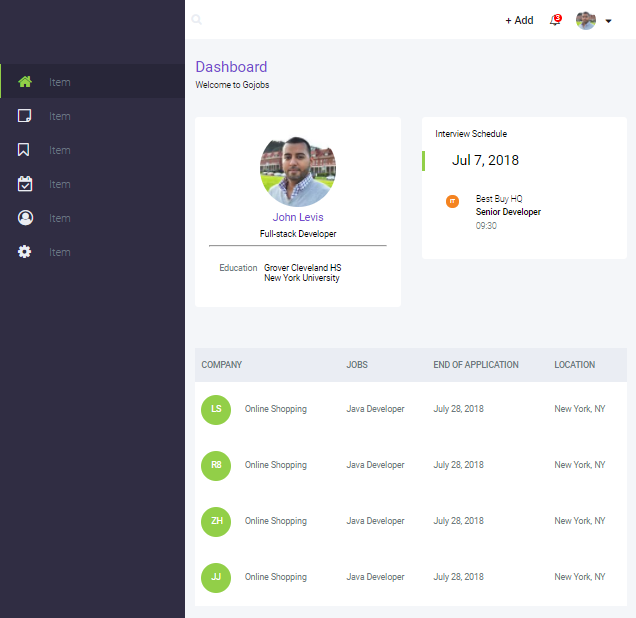 + Add
3
Item
Item
Item
Item
Item
Item
Dashboard
Welcome to Gojobs
John Levis
Full-stack Developer
Education Grover Cleveland HS
New York University
Interview Schedule
Jul 7, 2018
Best Buy HQ
Senior Developer
09:30
COMPANY JOBS END OF APPLICATION LOCATION
LS Online Shopping Java Developer July 28, 2018 New York, NY
R8 Online Shopping Java Developer July 28, 2018 New York, NY
ZH Online Shopping Java Developer July 28, 2018 New York, NY
JJ Online Shopping Java Developer July 28, 2018 New York, NY